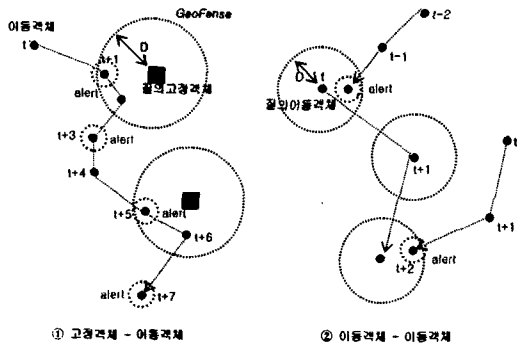 GeoFense
이동객체
t
D
t+1
alert
질의고정객체
t+3
alert
t+4
t+5
alert
t+6
alert
t+7
① 고정객체 - 이동객체
t-2
t-1
D
t
alert
질의이동객체
t+1
t
t+1
t+2
alert
② 이동객체 - 이동객체